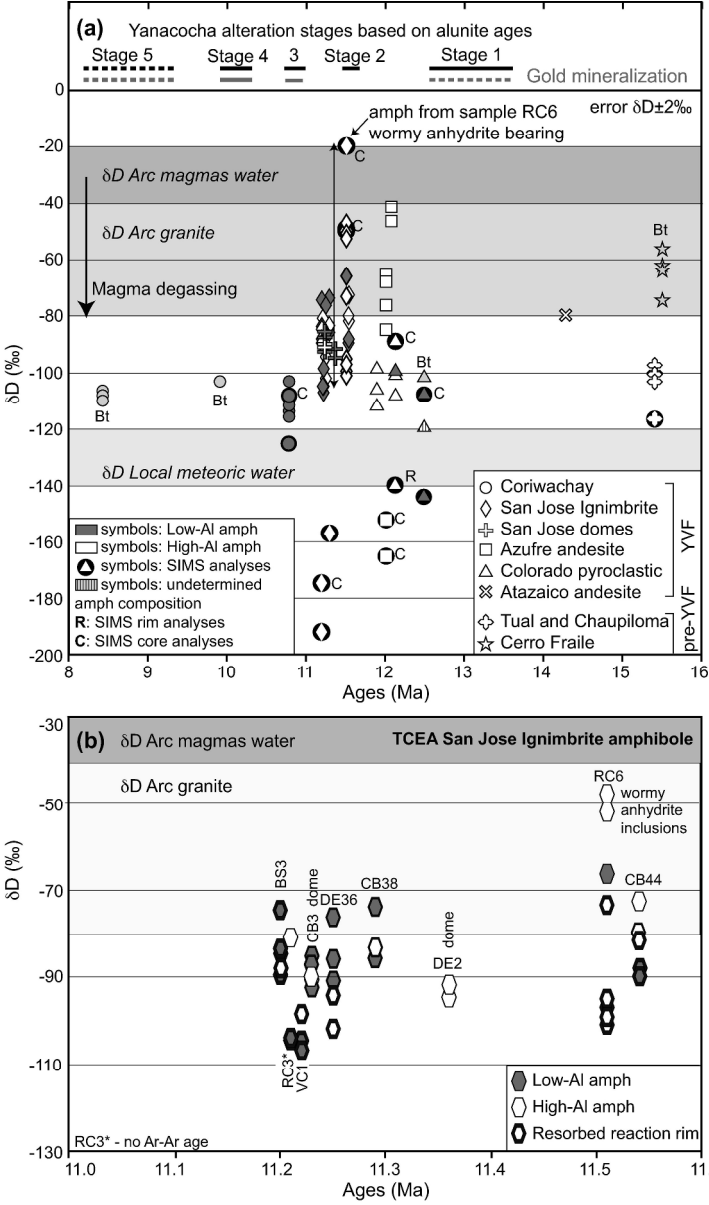 (a) Yanacocha alteration stages based on alunite ages
Stage 5 Stage 4 3 Stage 2 Stage 1
Gold mineralization
0
-20
-40
-60
-80
-100
-120
-140
-160
-180
-200
δD (‰)
error δD±2‰
amph from sample RC6
wormy anhydrite bearing
C
δD Arc magmas water
δD Arc granite
C
Bt
Magma degassing
C
Bt
Bt
Bt
C
C
δD Local meteoric water
R
C
C
C
symbols: Low-Al amph
symbols: High-Al amph
symbols: SIMS analyses
symbols: undetermined
amph composition
R: SIMS rim analyses
C: SIMS core analyses
Coriwachay
San Jose Ignimbrite
San Jose domes
Azufre andesite
Colorado pyroclastic
Atazaico andesite
YVF
Tual and Chaupiloma
Cerro Fraile
pre-YVF
8 9 10 11 12 13 14 15 16
Ages (Ma)
(b) δD Arc magmas water
TCEA San Jose Ignimbrite amphibole
δD Arc granite
-30
-50
-70
-90
-110
-130
δD (‰)
RC6
wormy
anhydrite
inclusions
BS3
CB3 dome
DE36
CB38
dome
DE2
CB44
RC3*
VC1
Low-Al amph
High-Al amph
Resorbed reaction rim
RC3* - no Ar-Ar age
11.0 11.1 11.2 11.3 11.4 11.5 11
Ages (Ma)